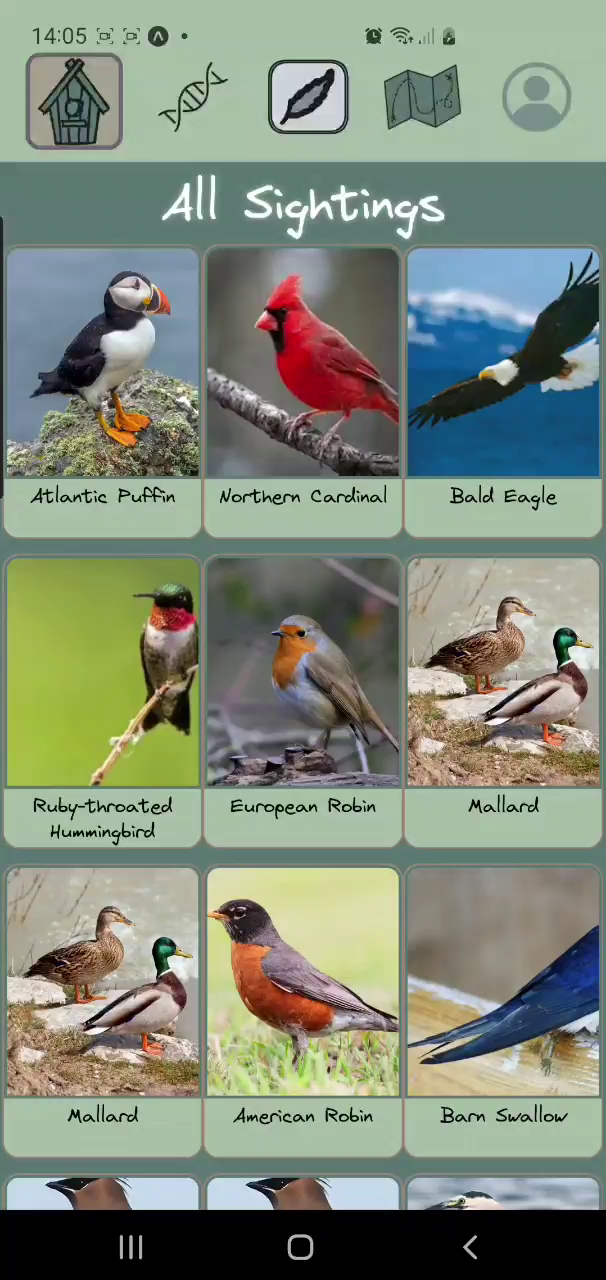 14:05
All Sightings
Atlantic Puffin
Northern Cardinal
Bald Eagle
Ruby-throated
Hummingbird
European Robin
Mallard
Mallard
American Robin
Barn Swallow